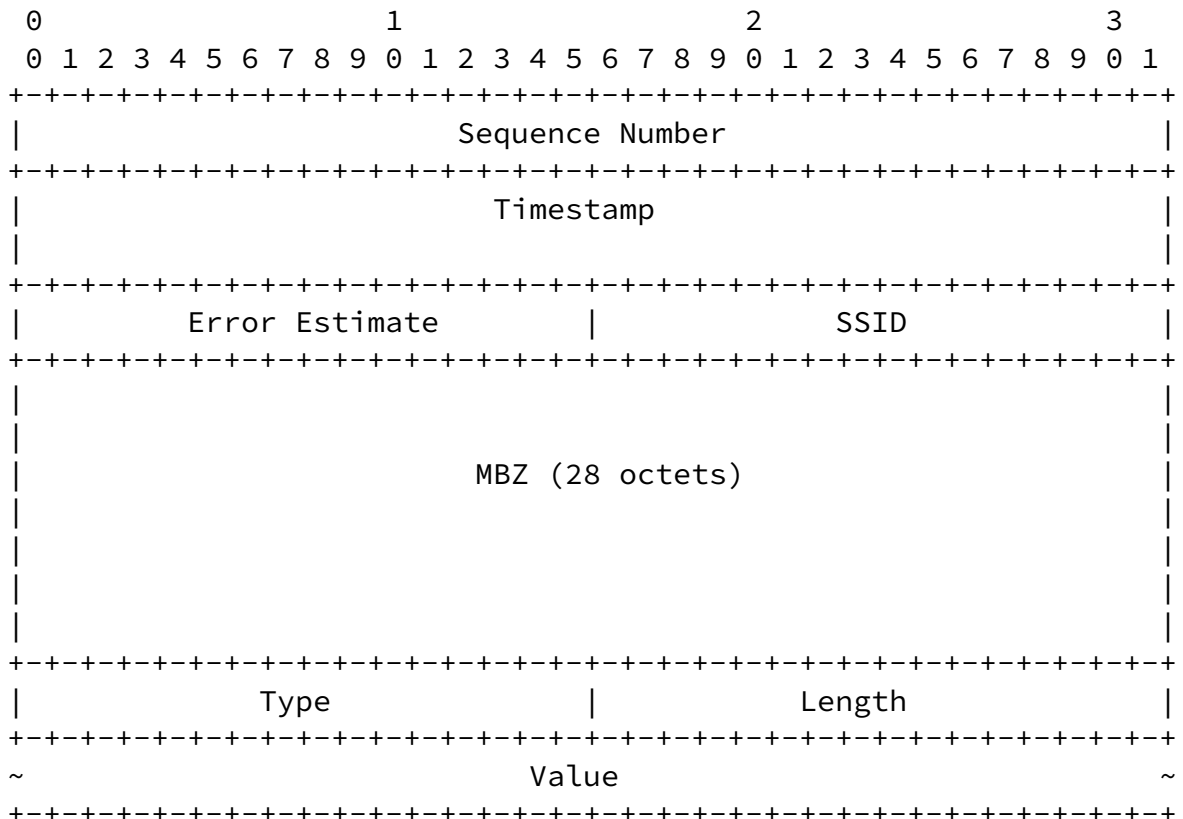 0                   1                   2                   3
 0 1 2 3 4 5 6 7 8 9 0 1 2 3 4 5 6 7 8 9 0 1 2 3 4 5 6 7 8 9 0 1
+-+-+-+-+-+-+-+-+-+-+-+-+-+-+-+-+-+-+-+-+-+-+-+-+-+-+-+-+-+-+-+-+
|                        Sequence Number                        |
+-+-+-+-+-+-+-+-+-+-+-+-+-+-+-+-+-+-+-+-+-+-+-+-+-+-+-+-+-+-+-+-+
|                          Timestamp                            |
|                                                               |
+-+-+-+-+-+-+-+-+-+-+-+-+-+-+-+-+-+-+-+-+-+-+-+-+-+-+-+-+-+-+-+-+
|         Error Estimate        |             SSID              |
+-+-+-+-+-+-+-+-+-+-+-+-+-+-+-+-+-+-+-+-+-+-+-+-+-+-+-+-+-+-+-+-+
|                                                               |
|                                                               |
|                         MBZ (28 octets)                       |
|                                                               |
|                                                               |
|                                                               |
|                                                               |
+-+-+-+-+-+-+-+-+-+-+-+-+-+-+-+-+-+-+-+-+-+-+-+-+-+-+-+-+-+-+-+-+
|             Type              |           Length              |
+-+-+-+-+-+-+-+-+-+-+-+-+-+-+-+-+-+-+-+-+-+-+-+-+-+-+-+-+-+-+-+-+
~                            Value                              ~
+-+-+-+-+-+-+-+-+-+-+-+-+-+-+-+-+-+-+-+-+-+-+-+-+-+-+-+-+-+-+-+-+